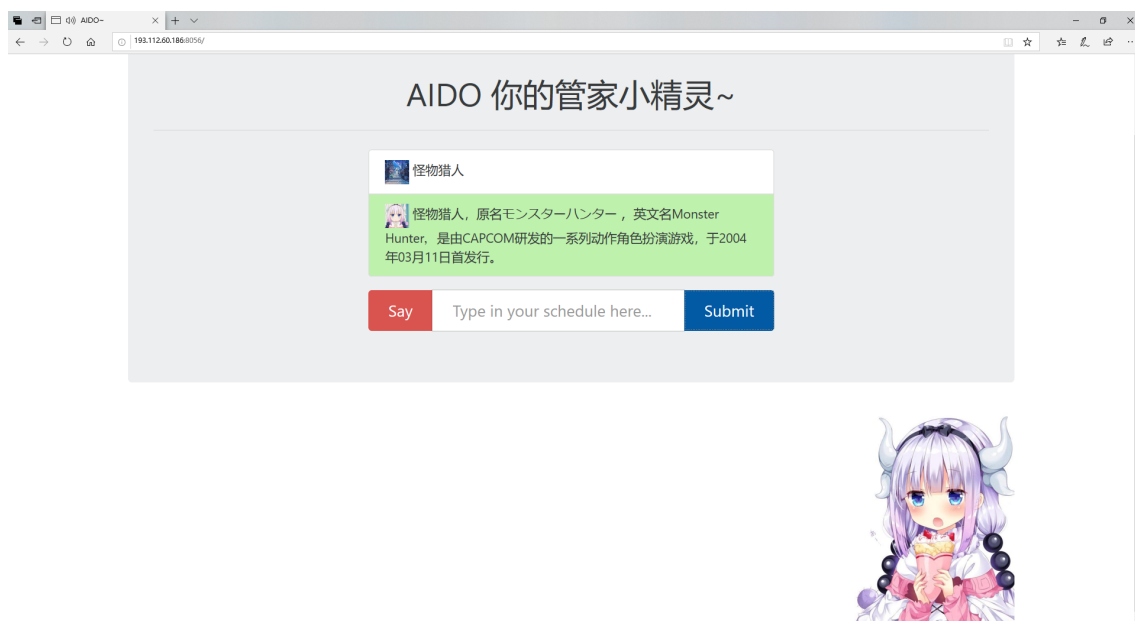 AIDO~
193.112.60.186:8056/
AIDO 你的管家小精灵~
怪物猎人
怪物猎人，原名モンスターハンター ，英文名Monster
Hunter，是由CAPCOM研发的一系列动作角色扮演游戏，于2004
年03月11日首发行。
Say Type in your schedule here... Submit